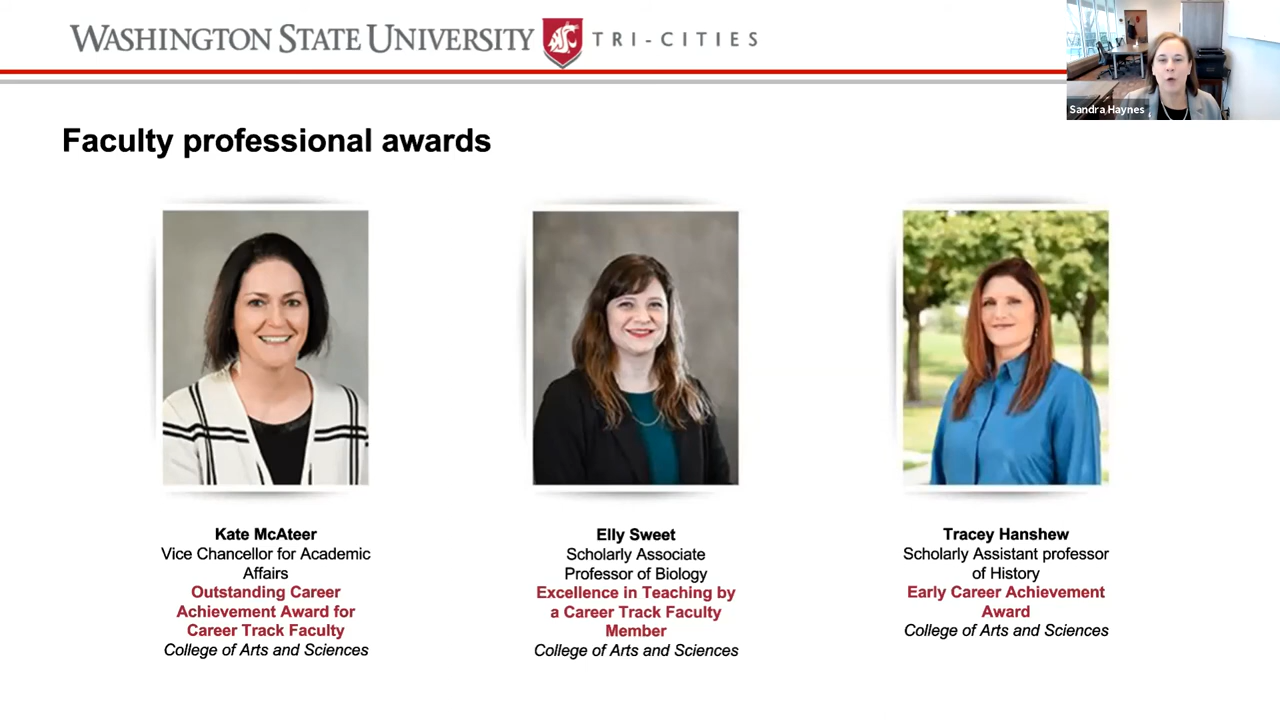 WASHINGTON STATE UNIVERSITY TRI-CITIES
Sandra Haynes
Faculty professional awards
Kate McAteer
Vice Chancellor for Academic
Affairs
Outstanding Career
Achievement Award for
Career Track Faculty
College of Arts and Sciences
Elly Sweet
Scholarly Associate
Professor of Biology
Excellence in Teaching by
a Career Track Faculty
Member
College of Arts and Sciences
Tracey Hanshew
Scholarly Assistant professor
of History
Early Career Achievement
Award
College of Arts and Sciences